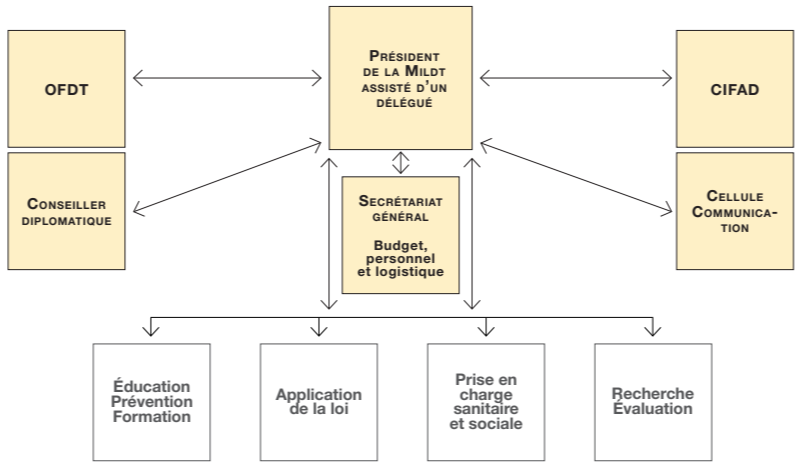 OFDT
Président
de la Mildt
assisté d'un
délégué
CIFAD
Conseiller
diplomatique
Secrétariat
général
Budget,
personnel
et logistique
Cellule
Communica-
tion
Éducation
Prévention
Formation
Application
de la loi
Prise en
charge
sanitaire
et sociale
Recherche
Évaluation